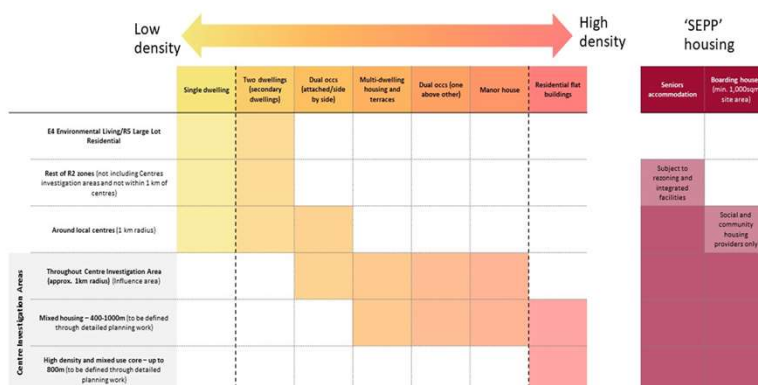 Low
density
High
density
‘SEPP’
housing
Single dwelling
Two dwellings
(secondary
dwellings)
Dual occs
(attached/side
by side)
Multi-dwelling
housing and
terraces
Dual occs (one
above other)
Manor house
Residential flat
buildings
Seniors
accommodation
Boarding house
(min. 1,000sqm
site area)
E4 Environmental Living/R5 Large Lot
Residential
Rest of R2 zones (not including Centres
investigation areas and not within 1 km of
centres)
Subject to
rezoning and
integrated
facilities
Around local centres (1 km radius)
Social and
community
housing
providers only
Centre Investigation Areas
Throughout Centre Investigation Area
(approx. 1km radius) (Influence area)
Mixed housing – 400-1000m (to be defined
through detailed planning work)
High density and mixed use core – up to
800m (to be defined through detailed
planning work)